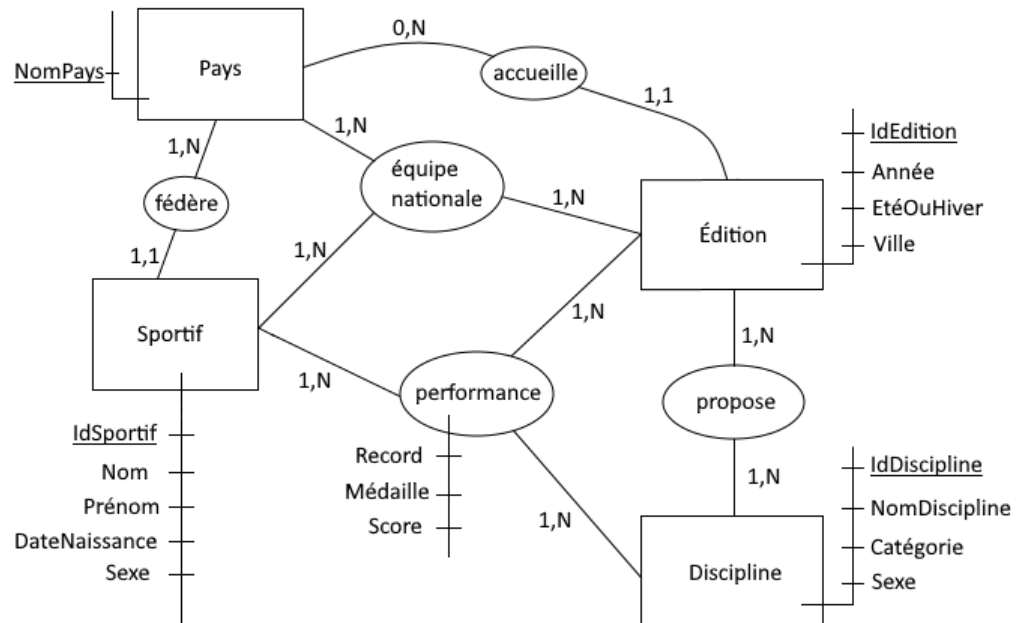 0,N
Pays
NomPays
accueille
1,1
1,N
1,N
IdEdition
équipe
nationale
Année
fédère
1,N
EtéOuHiver
Édition
Ville
1,N
1,1
Sportif
1,N
1,N
1,N
performance
propose
IdSportif
Record
IdDiscipline
Nom
1,N
Médaille
NomDiscipline
Prénom
1,N
Score
DateNaissance
Catégorie
Sexe
Discipline
Sexe